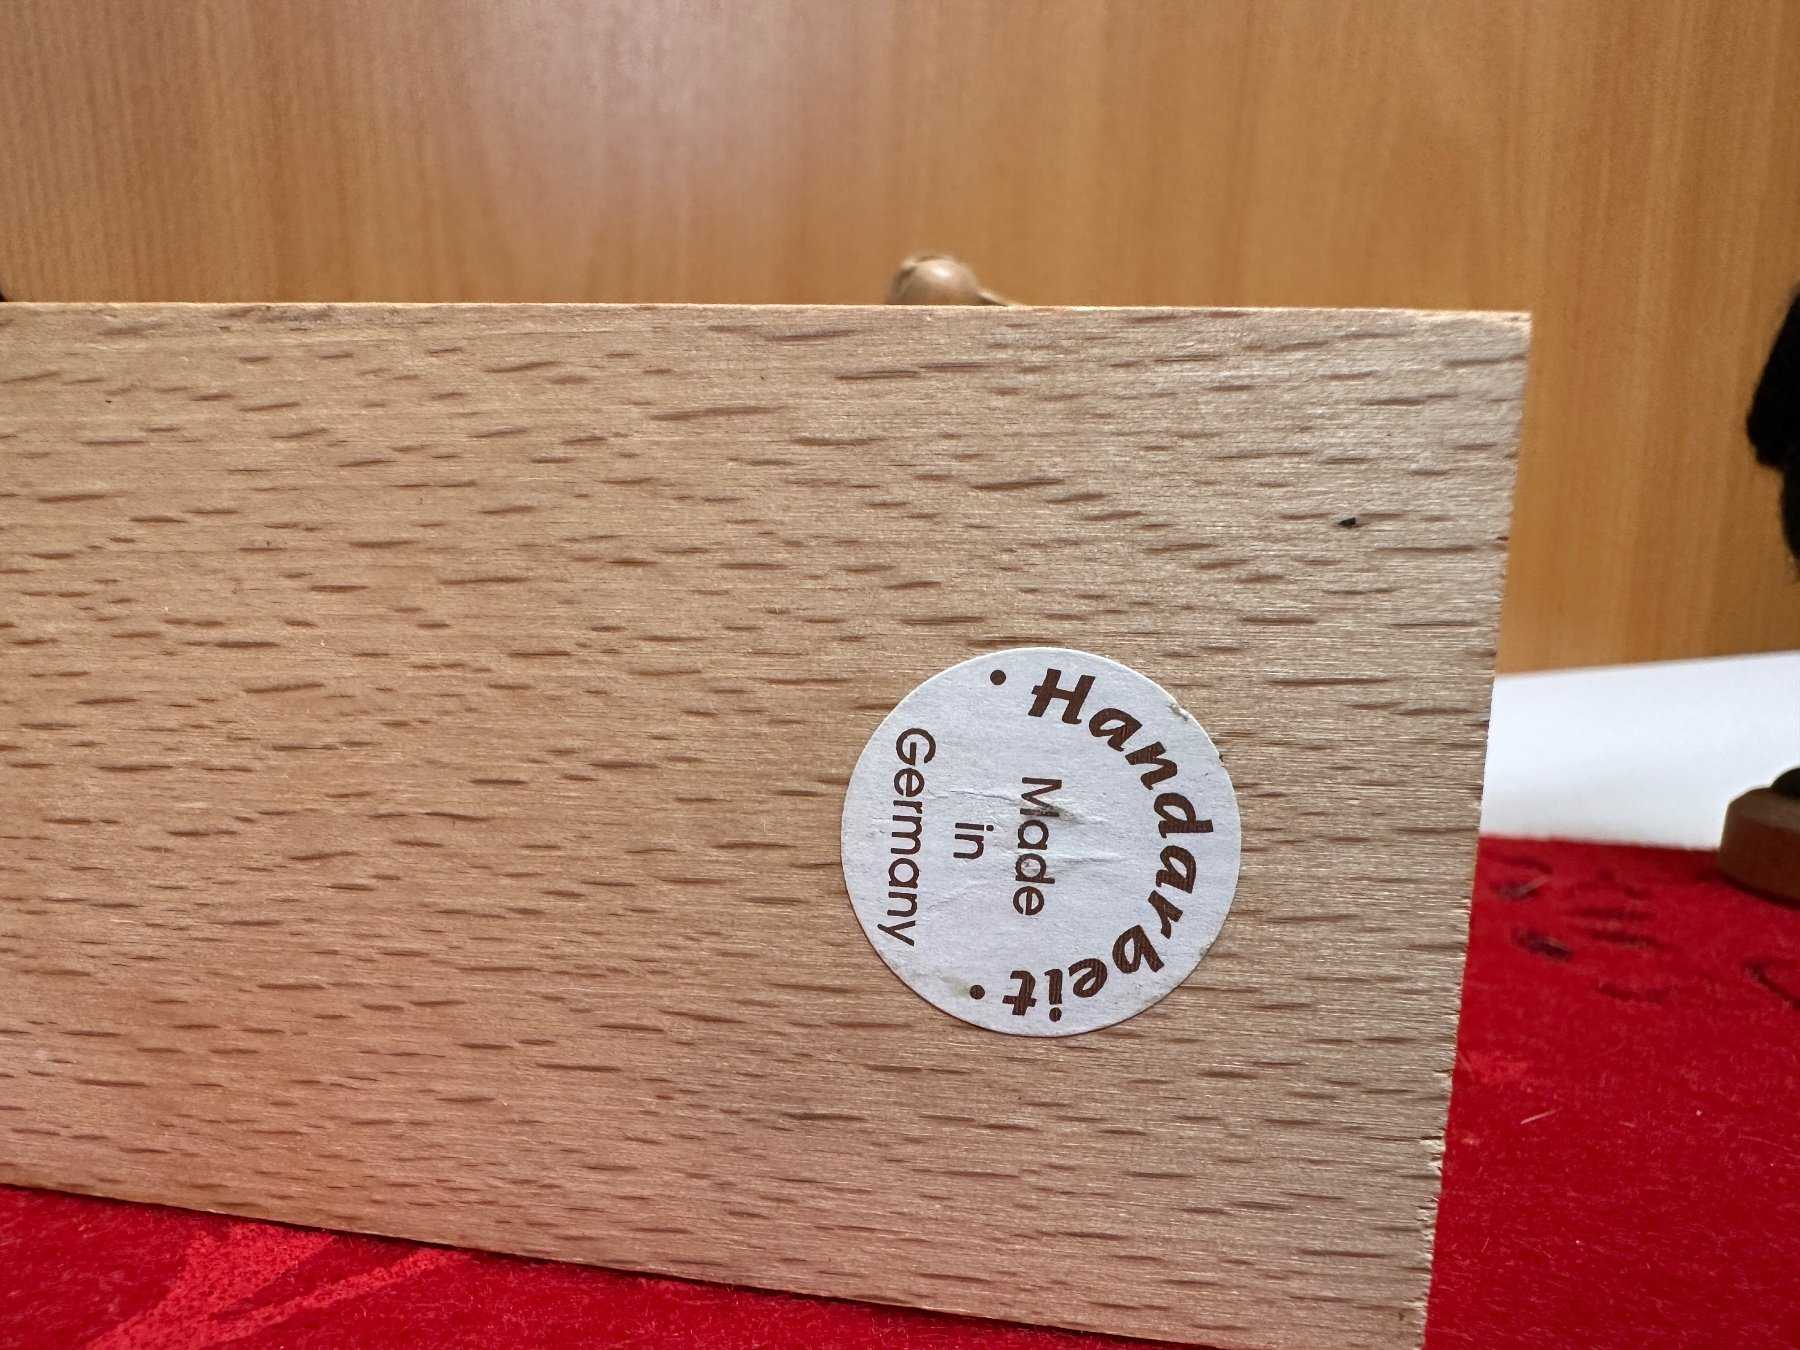 • Handarbeit •
Made
in
Germany